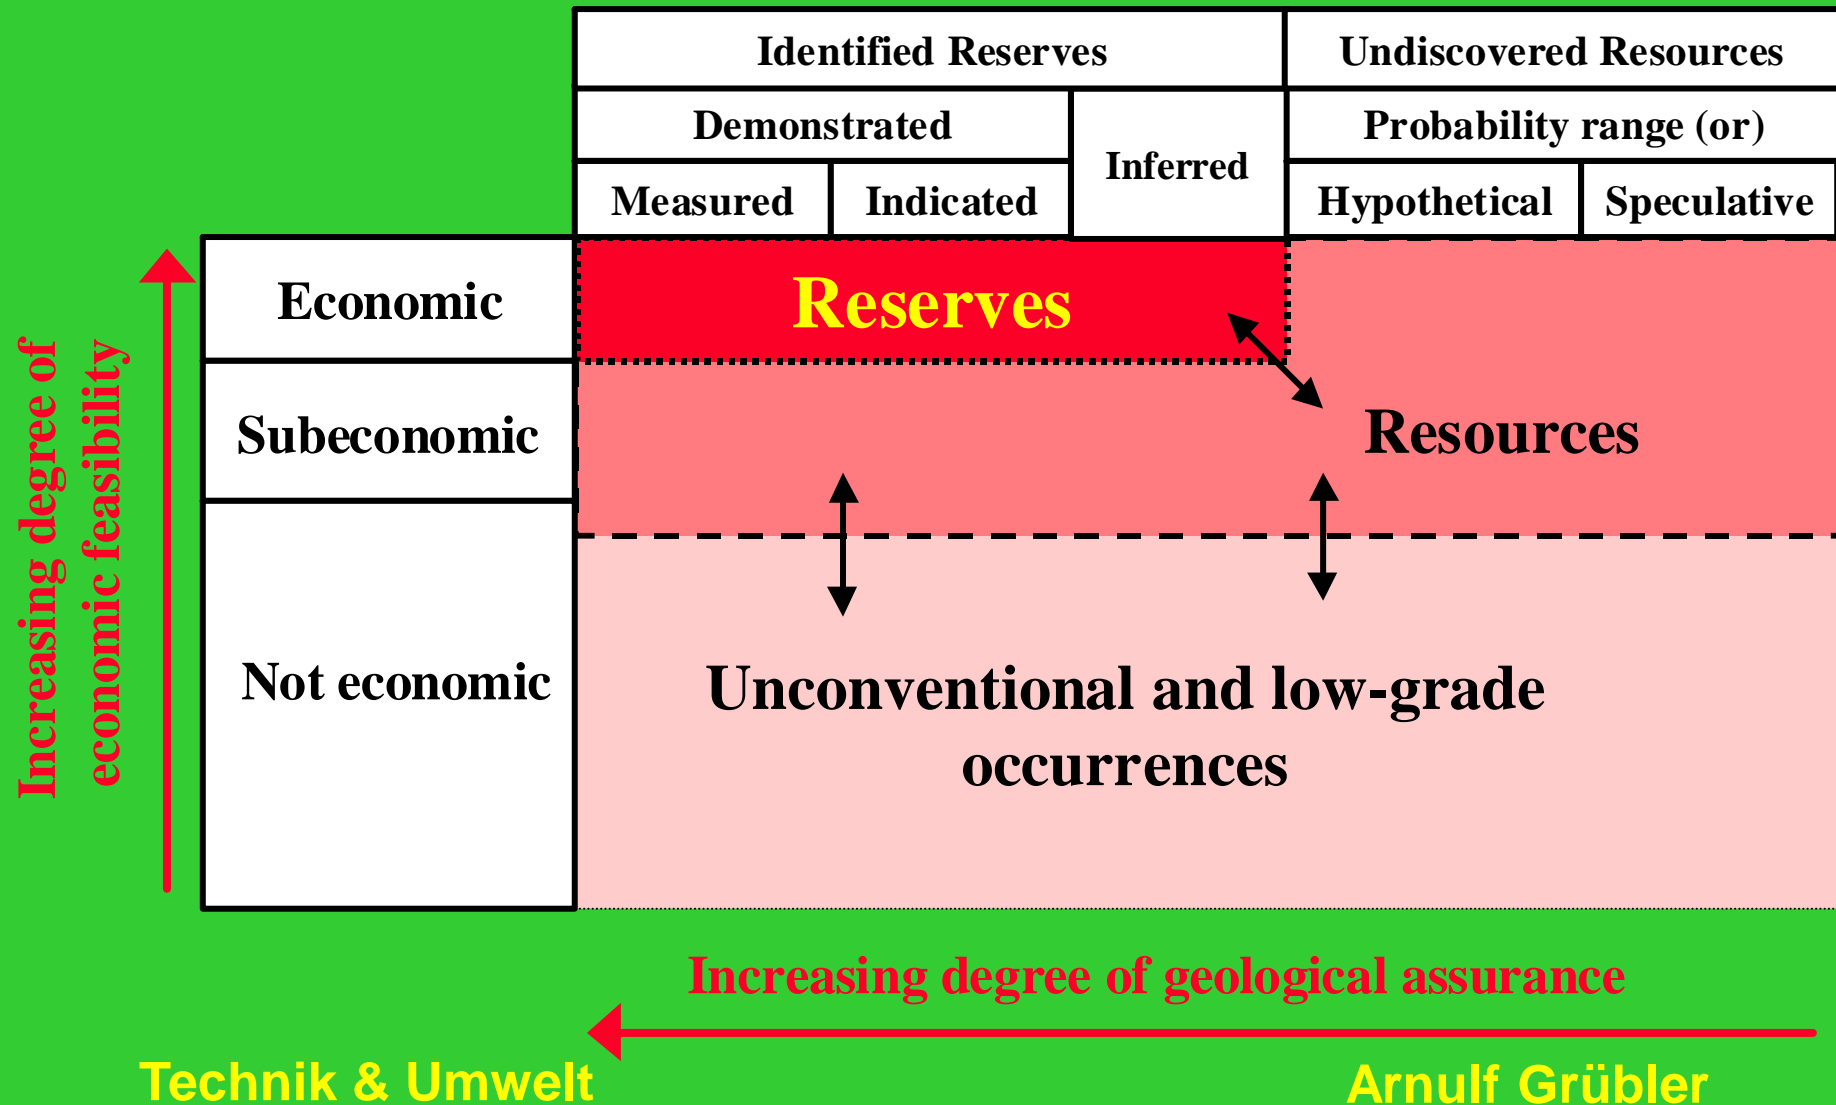 Identified Reserves
Undiscovered Resources
Demonstrated
Inferred
Probability range (or)
Measured
Indicated
Hypothetical
Speculative
Increasing degree of
economic feasibility
Economic
Reserves
Subeconomic
Resources
Not economic
Unconventional and low-grade
occurrences
Increasing degree of geological assurance
Technik & Umwelt
Arnulf Grübler